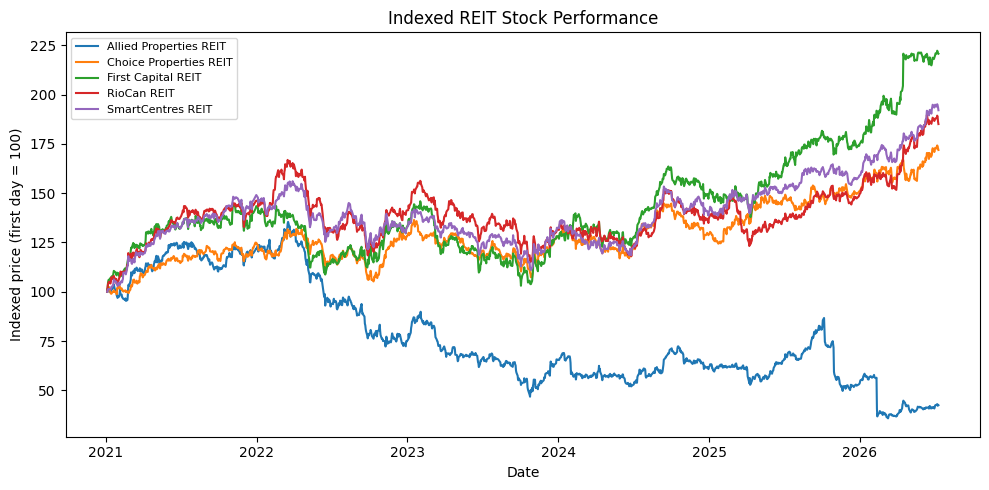 Indexed REIT Stock Performance
Allied Properties REIT
Choice Properties REIT
First Capital REIT
RioCan REIT
SmartCentres REIT
Indexed price (first day = 100)
225
200
175
150
125
100
75
50
2021
2022
2023
2024
2025
2026
Date